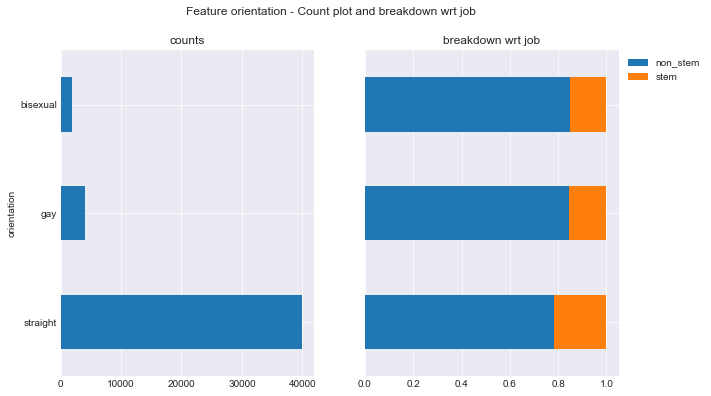 Feature orientation - Count plot and breakdown wrt job
counts
breakdown wrt job
non_stem
stem
orientation
bisexual
gay
straight
0 10000 20000 30000 40000
0.0 0.2 0.4 0.6 0.8 1.0